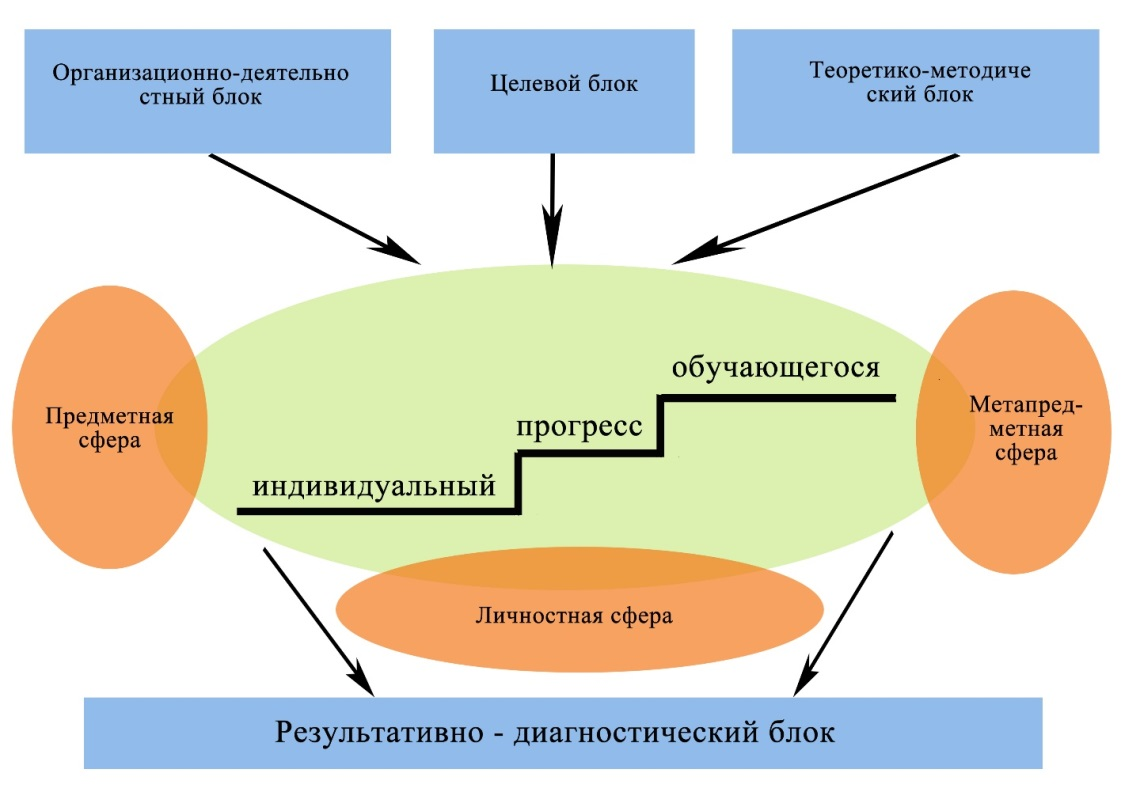 Организационно-деятельно
стный блок
Целевой блок
Теоретико-методиче
ский блок
обучающегося
прогресс
индивидуальный
Предметная
сфера
Метапред-
метная
сфера
Личностная сфера
Результативно - диагностический блок